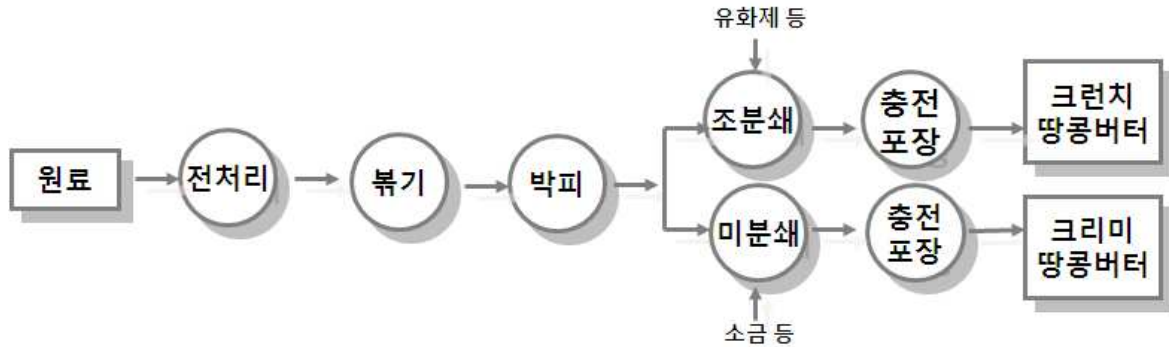 유화제 등
원료
전처리
볶기
박피
조분쇄
충전
포장
크런치
땅콩버터
미분쇄
충전
포장
크리미
땅콩버터
소금 등